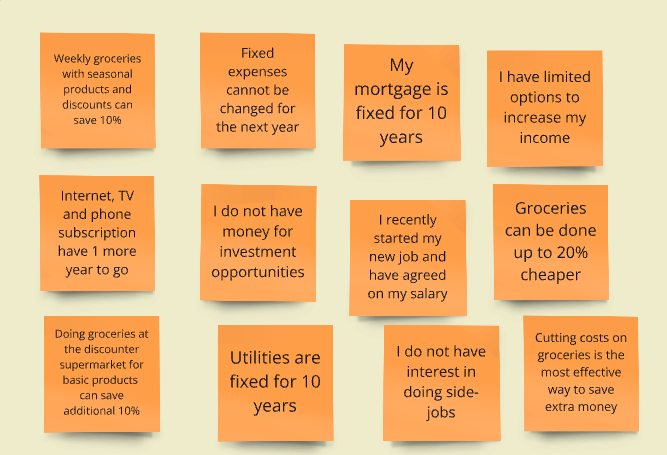 Weekly groceries
with seasonal
products and
discounts can
save 10%
Fixed
expenses
cannot be
changed for
the next year
My
mortgage is
fixed for 10
years
I have limited
options to
increase my
income
Internet, TV
and phone
subscription
have 1 more
year to go
I do not have
money for
investment
opportunities
I recently
started my
new job and
have agreed
on my salary
Groceries
can be done
up to 20%
cheaper
Doing groceries at
the discounter
supermarket for
basic products
can save
additional 10%
Utilities are
fixed for 10
years
I do not have
interest in
doing side-
jobs
Cutting costs on
groceries is the
most effective
way to save
extra money